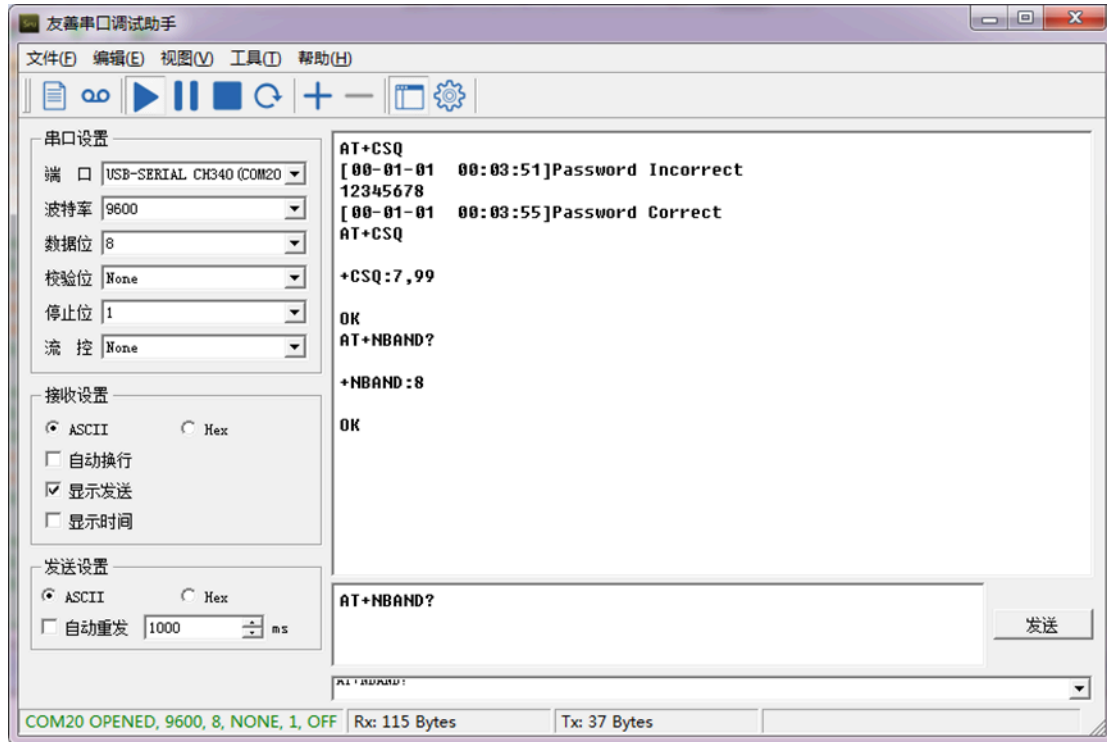 友善串口调试助手
文件(F) 编辑(E) 视图(V) 工具(T) 帮助(H)
串口设置
端 口 USB-SERIAL CH340 (COM20
波特率 9600
数据位 8
校验位 None
停止位 1
流 控 None
接收设置
ASCII Hex
自动换行
显示发送
显示时间
发送设置
ASCII Hex
自动重发 1000 ms
AT+CSQ
[00-01-01 00:03:51]Password Incorrect
12345678
[00-01-01 00:03:55]Password Correct
AT+CSQ
+CSQ:7,99
OK
AT+NBAND?
+NBAND:8
OK
AT+NBAND?
发送
AT+NBAND?
COM20 OPENED, 9600, 8, NONE, 1, OFF Rx: 115 Bytes Tx: 37 Bytes